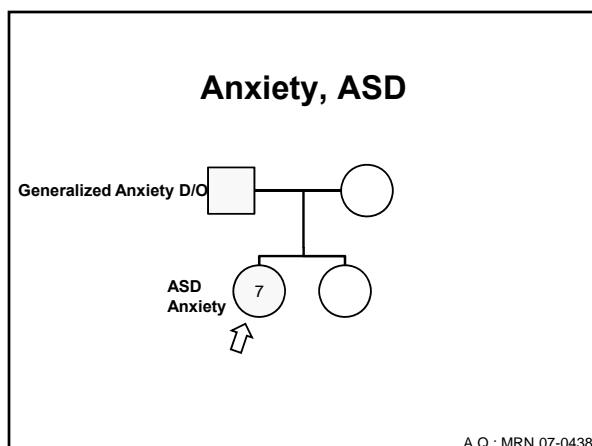 Anxiety, ASD
Generalized Anxiety D/O
ASD
Anxiety
7
A.Q.; MRN 07-0438